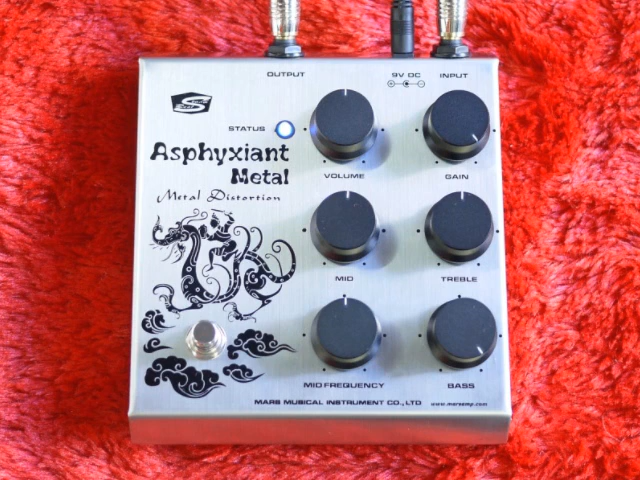 OUTPUT
9V DC
INPUT
STATUS
Asphyxiant
Metal
Metal Distortion
VOLUME
GAIN
MID
TREBLE
MID FREQUENCY
BASS
MARS MUSICAL INSTRUMENT CO., LTD
www.marsemp.com